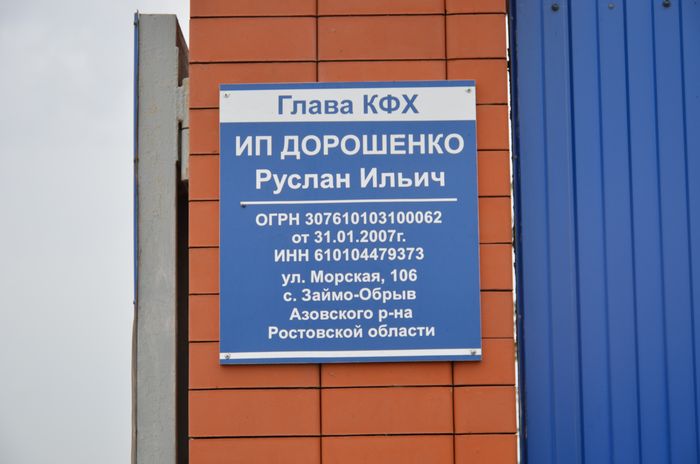 Глава КФХ
ИП ДОРОШЕНКО
Руслан Ильич
ОГРН 307610103100062
от 31.01.2007г.
ИНН 610104479373
ул. Морская, 106
с. Займо-Обрыв
Азовского р-на
Ростовской области